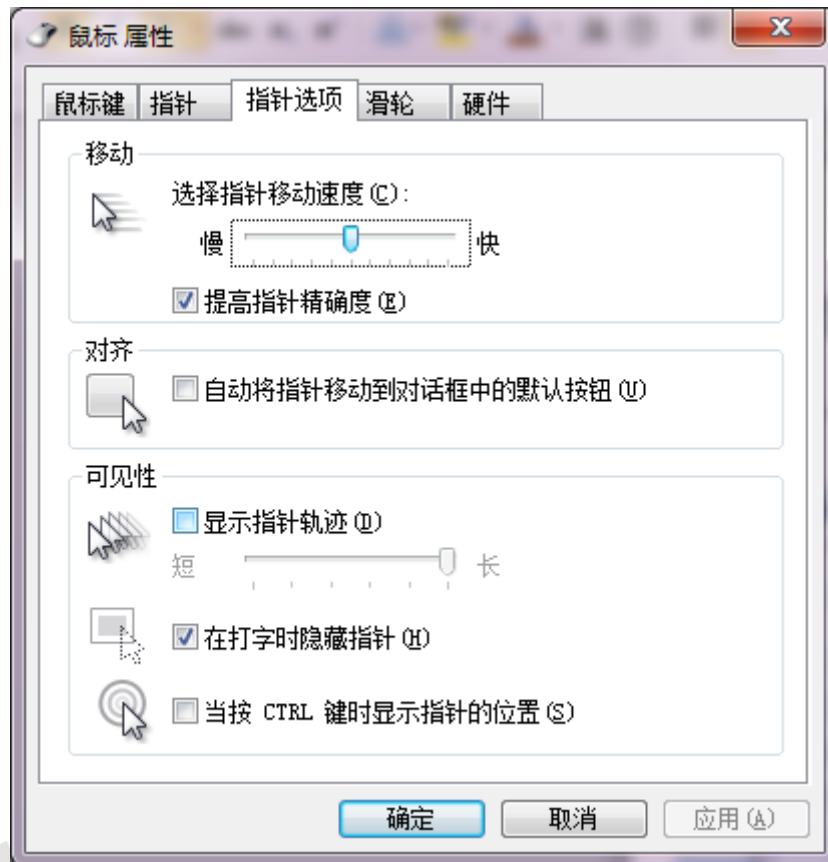 鼠标 属性
鼠标键 指针 指针选项 滑轮 硬件
移动
选择指针移动速度(C):
慢 快
提高指针精确度(E)
对齐
自动将指针移动到对话框中的默认按钮(U)
可见性
显示指针轨迹(D)
短 长
在打字时隐藏指针(H)
当按 CTRL 键时显示指针的位置(S)
确定 取消 应用(A)